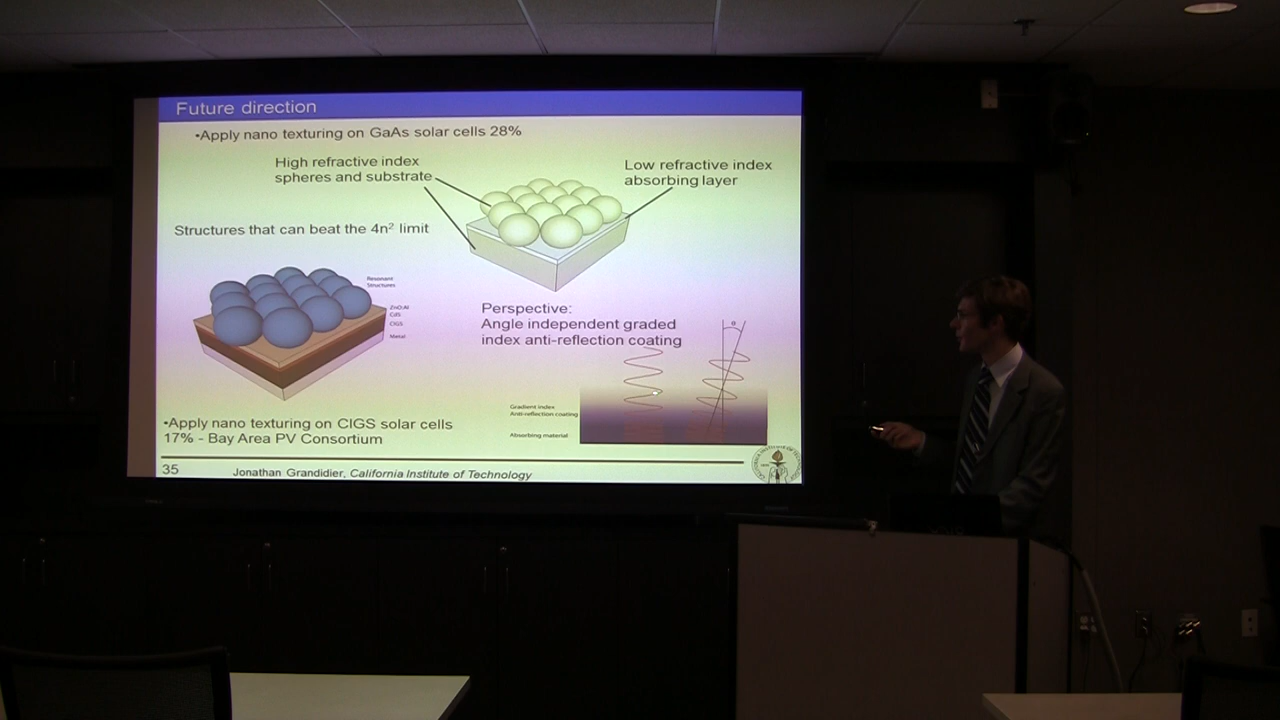 Future direction
•Apply nano texturing on GaAs solar cells 28%
High refractive index
spheres and substrate
Low refractive index
absorbing layer
Structures that can beat the 4n² limit
Resonant
Structures
ZnO:Al
CdS
CIGS
Metal
Perspective:
Angle independent graded
index anti-reflection coating
θ
Gradient index
Anti-reflection coating
Absorbing material
•Apply nano texturing on CIGS solar cells
17% - Bay Area PV Consortium
35
Jonathan Grandidier, California Institute of Technology